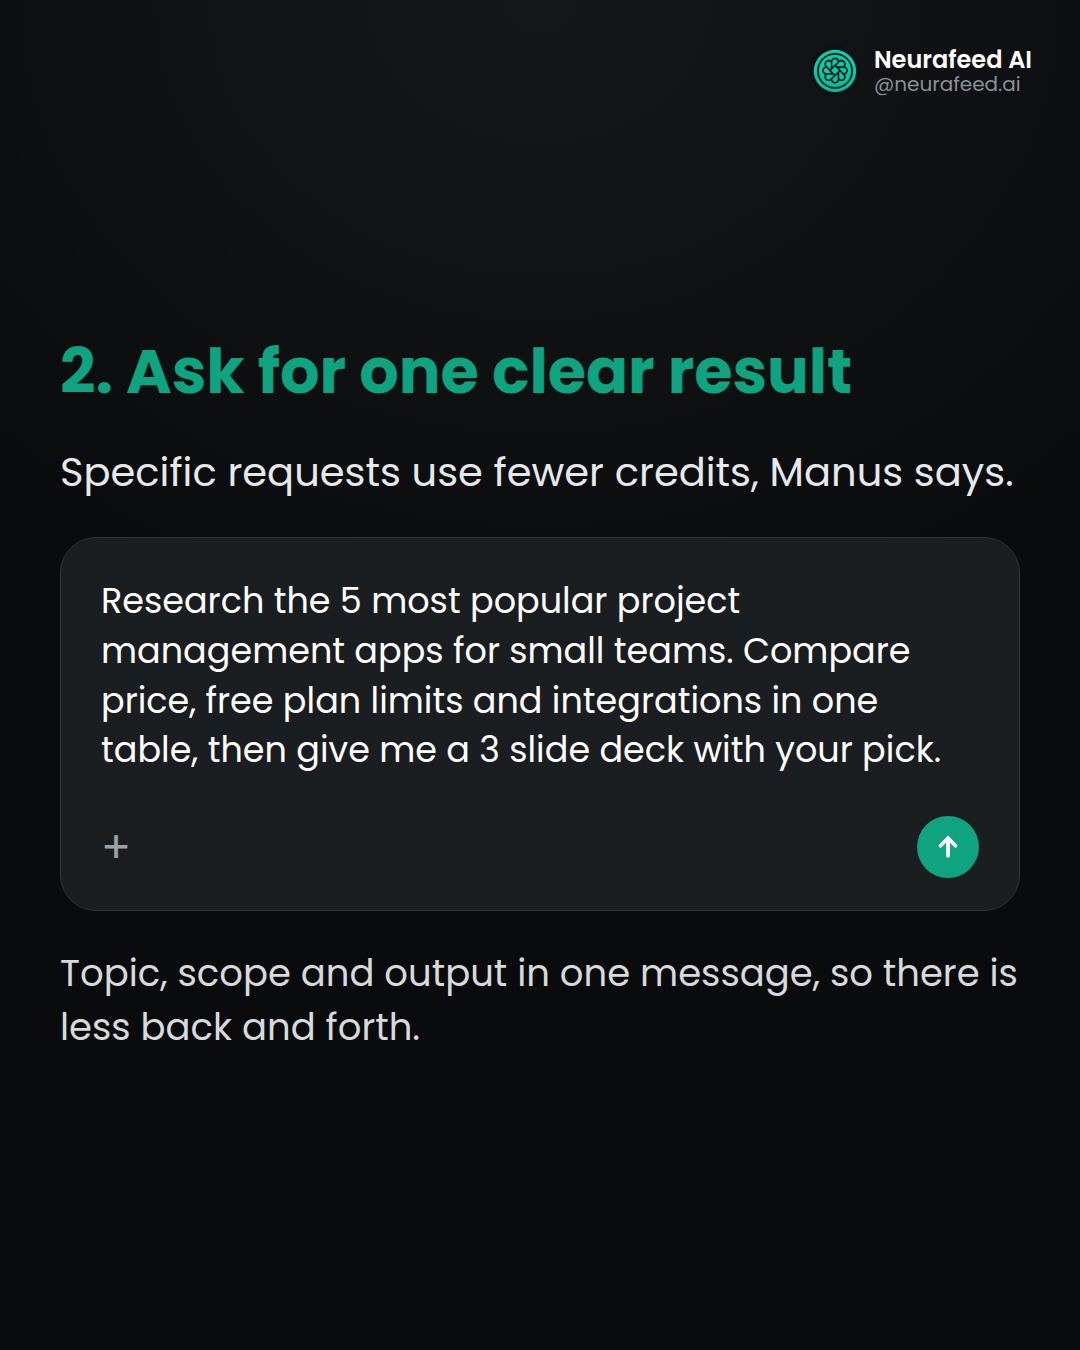 Neurafeed AI
@neurafeed.ai
2. Ask for one clear result
Specific requests use fewer credits, Manus says.
Research the 5 most popular project
management apps for small teams. Compare
price, free plan limits and integrations in one
table, then give me a 3 slide deck with your pick.
+
Topic, scope and output in one message, so there is
less back and forth.